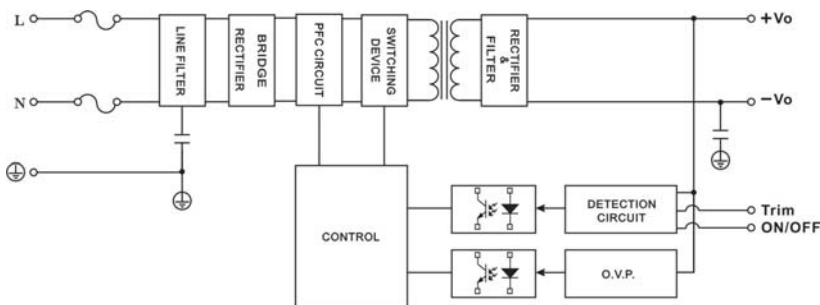 L
N
LINE FILTER
BRIDGE
RECTIFIER
PFC CIRCUIT
SWITCHING
DEVICE
RECTIFIER
&
FILTER
+Vo
−Vo
CONTROL
DETECTION
CIRCUIT
Trim
ON/OFF
O.V.P.